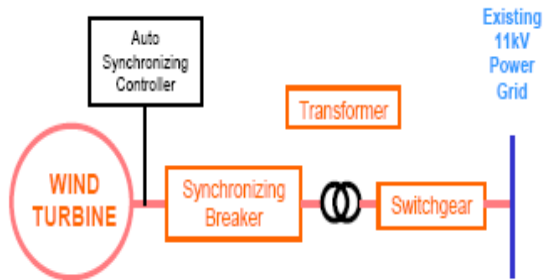 Auto
Synchronizing
Controller
Existing
11kV
Power
Grid
Transformer
WIND
TURBINE
Synchronizing
Breaker
Switchgear